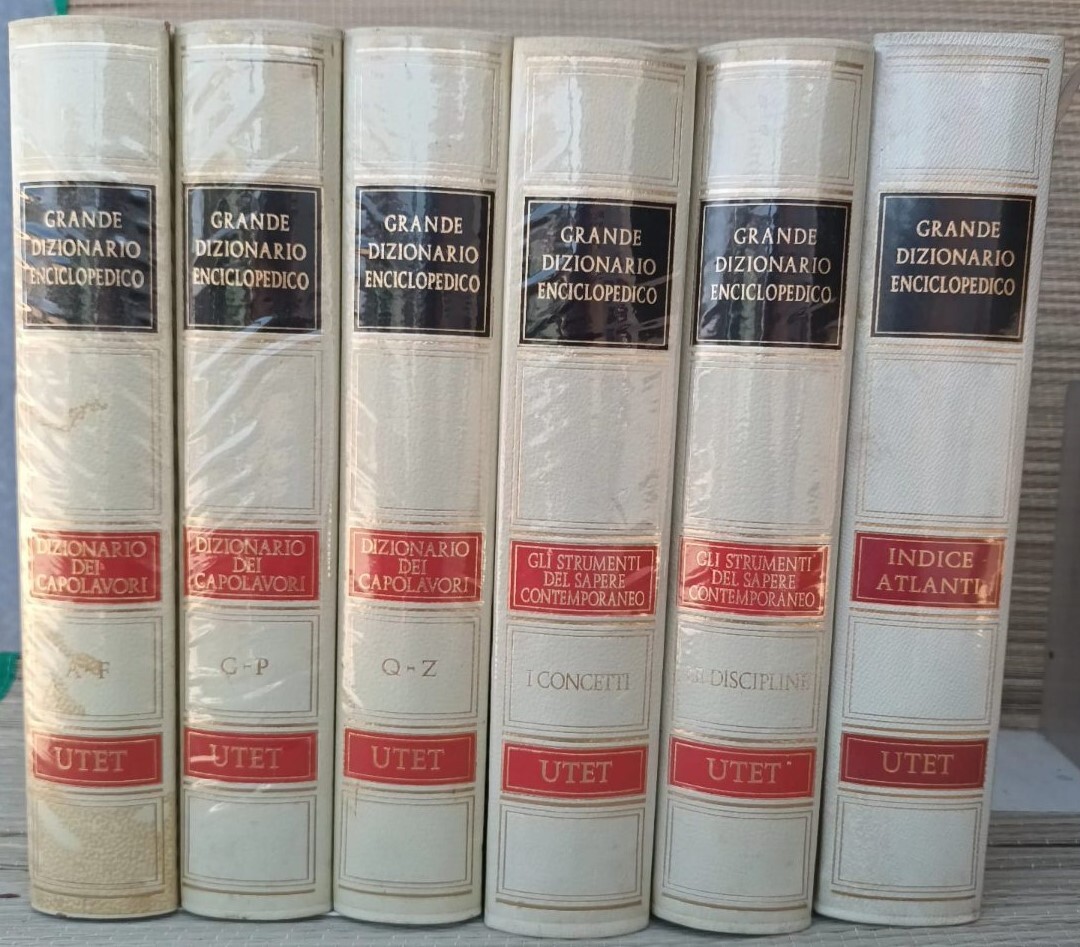 GRANDE
DIZIONARIO
ENCICLOPEDICO
DIZIONARIO
DEI
CAPOLAVORI
A-F
UTET
GRANDE
DIZIONARIO
ENCICLOPEDICO
DIZIONARIO
DEI
CAPOLAVORI
G-P
UTET
GRANDE
DIZIONARIO
ENCICLOPEDICO
DIZIONARIO
DEI
CAPOLAVORI
Q-Z
UTET
GRANDE
DIZIONARIO
ENCICLOPEDICO
GLI STRUMENTI
DEL SAPERE
CONTEMPORANEO
I CONCETTI
UTET
GRANDE
DIZIONARIO
ENCICLOPEDICO
GLI STRUMENTI
DEL SAPERE
CONTEMPORANEO
LE DISCIPLINE
UTET
GRANDE
DIZIONARIO
ENCICLOPEDICO
INDICE
ATLANTI
UTET